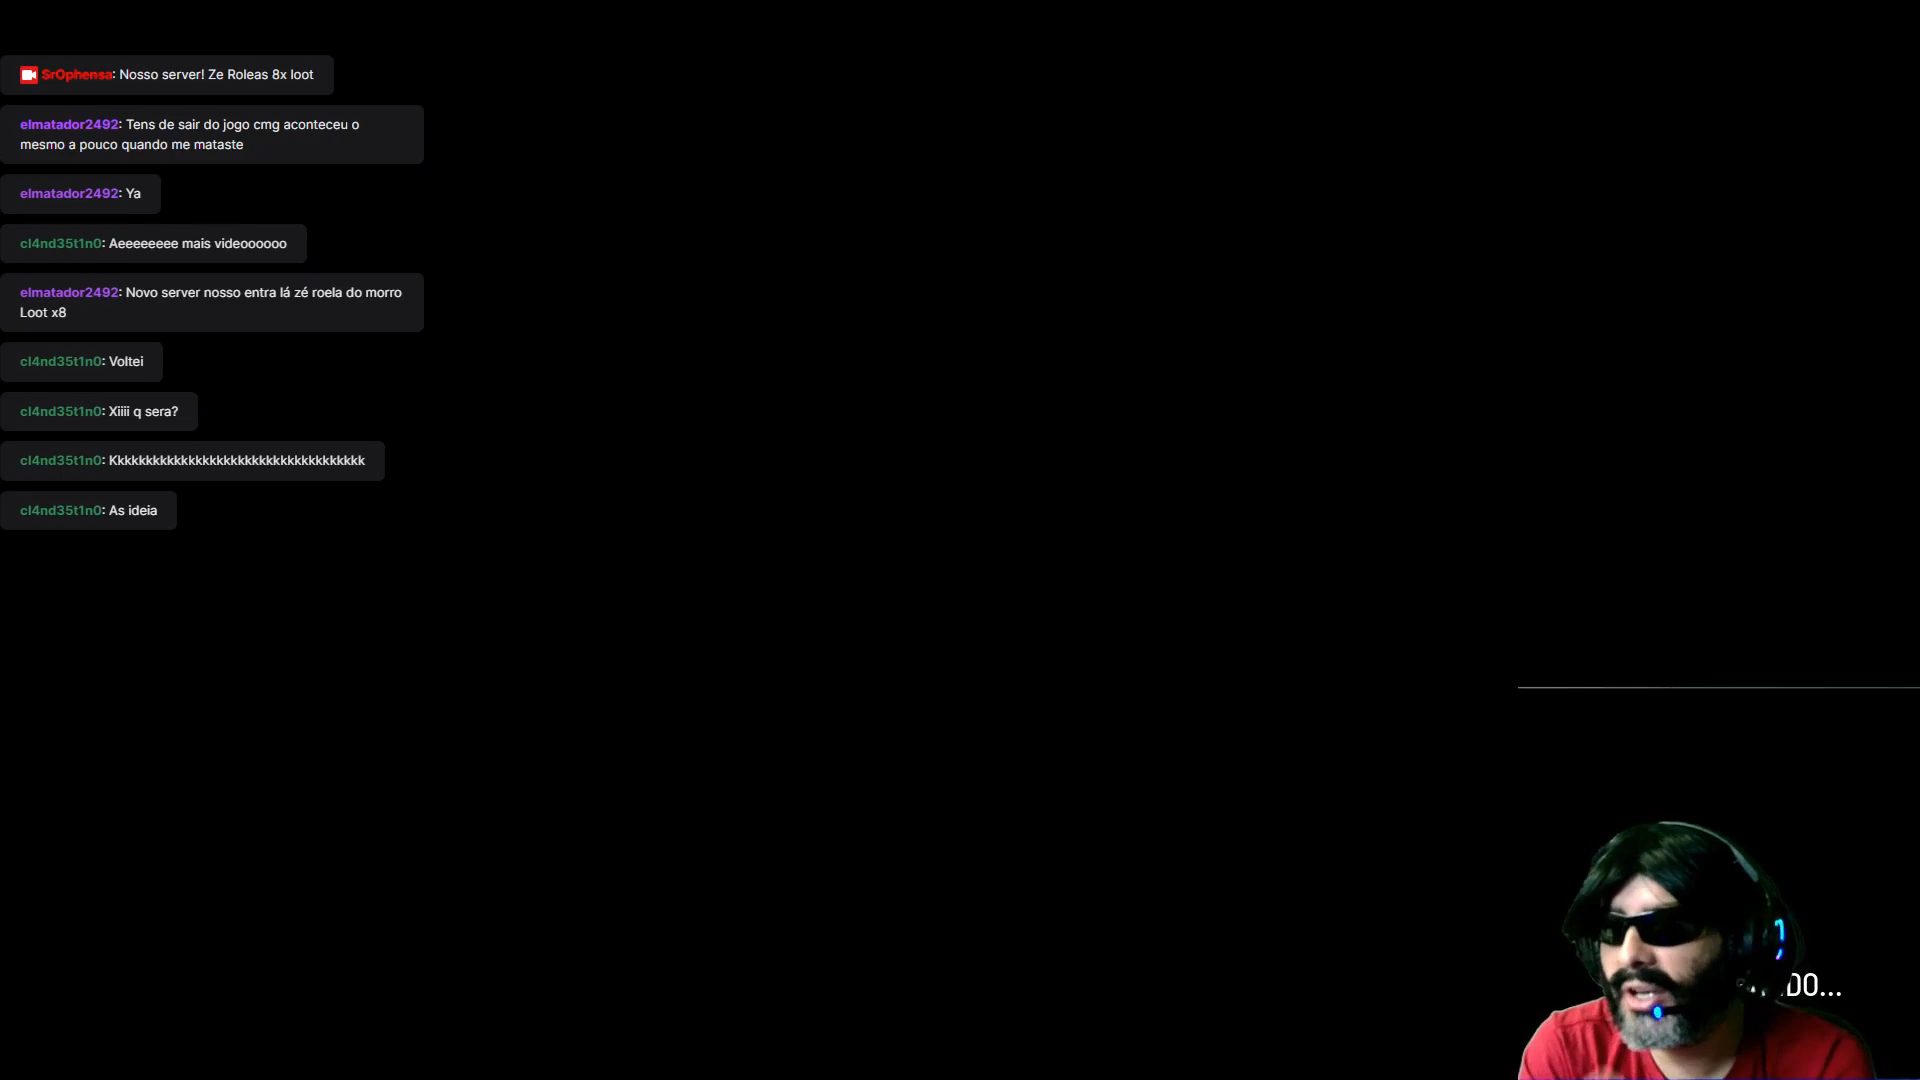 SrOphensa: Nosso server! Ze Roleas 8x loot
elmatador2492: Tens de sair do jogo cmg aconteceu o
mesmo a pouco quando me mataste
elmatador2492: Ya
cl4nd35t1n0: Aeeeeeeee mais videoooooo
elmatador2492: Novo server nosso entra lá zé roela do morro
Loot x8
cl4nd35t1n0: Voltei
cl4nd35t1n0: Xiiii q sera?
cl4nd35t1n0: Kkkkkkkkkkkkkkkkkkkkkkkkkkkkkkkkkkkk
cl4nd35t1n0: As ideia
DO...